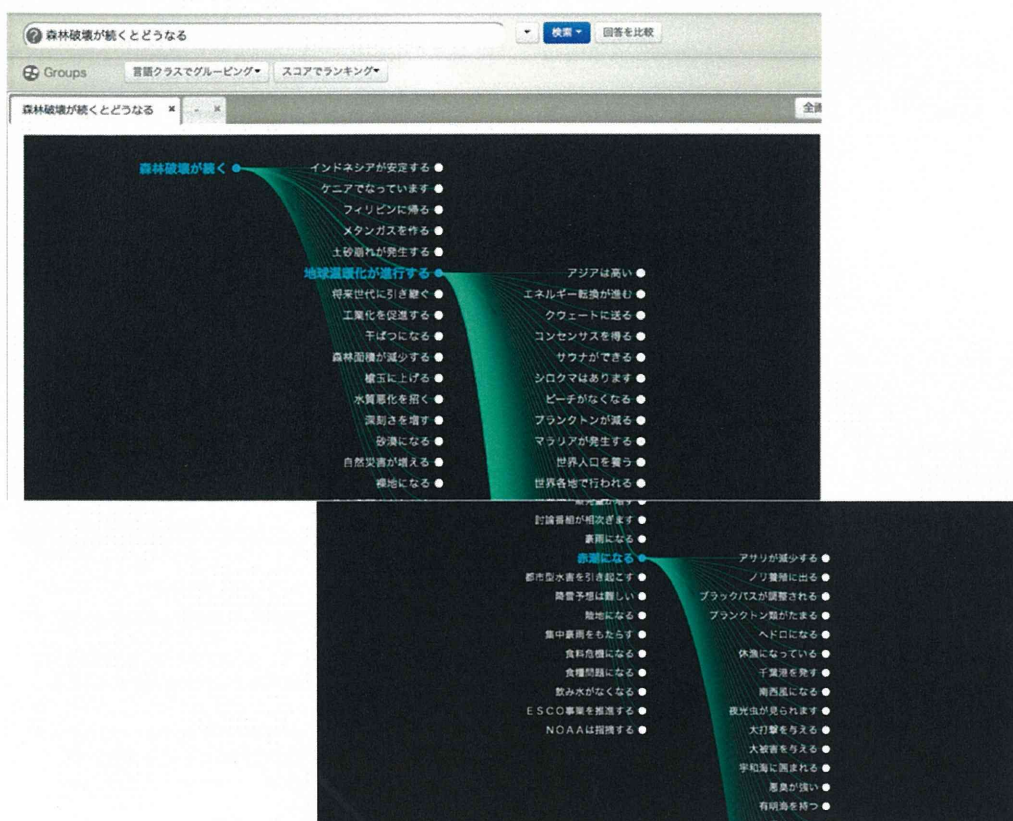 森林破壊が続くとどうなる
検索
回答を比較
Groups
言語クラスでグルーピング
スコアでランキング
森林破壊が続くとどうなる ×
- ×
全画
森林破壊が続く
インドネシアが安定する
ケニアでなっています
フィリピンに帰る
メタンガスを作る
土砂崩れが発生する
地球温暖化が進行する
将来世代に引き継ぐ
工業化を促進する
干ばつになる
森林面積が減少する
槍玉に上げる
水質悪化を招く
深刻さを増す
砂漠になる
自然災害が増える
裸地になる
アジアは高い
エネルギー転換が進む
クウェートに送る
コンセンサスを得る
サウナができる
シロクマはあります
ビーチがなくなる
プランクトンが減る
マラリアが発生する
世界人口を養う
世界各地で行われる
討論番組が相次ぎます
豪雨になる
赤潮になる
都市型水害を引き起こす
降雪予想は難しい
陸地になる
集中豪雨をもたらす
食料危機になる
食糧問題になる
飲み水がなくなる
ESCO事業を推進する
NOAAは指摘する
アサリが減少する
ノリ養殖に出る
ブラックバスが調整される
プランクトン類がたまる
ヘドロになる
休漁になっている
千葉港を発す
南西風になる
夜光虫が見られます
大打撃を与える
大被害を与える
宇和海に囲まれる
悪臭が強い
有明海を持つ